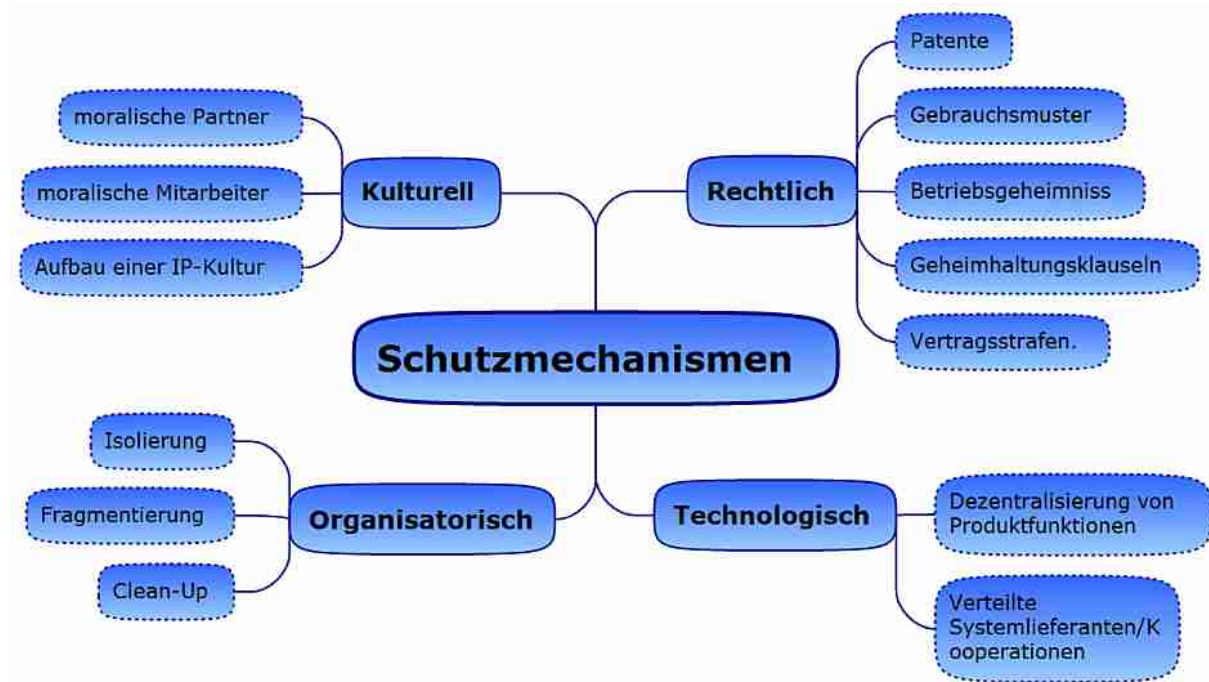 Schutzmechanismen
Kulturell
moralische Partner
moralische Mitarbeiter
Aufbau einer IP-Kultur
Rechtlich
Patente
Gebrauchsmuster
Betriebsgeheimniss
Geheimhaltungsklauseln
Vertragsstrafen.
Organisatorisch
Isolierung
Fragmentierung
Clean-Up
Technologisch
Dezentralisierung von
Produktfunktionen
Verteilte
Systemlieferanten/K
ooperationen